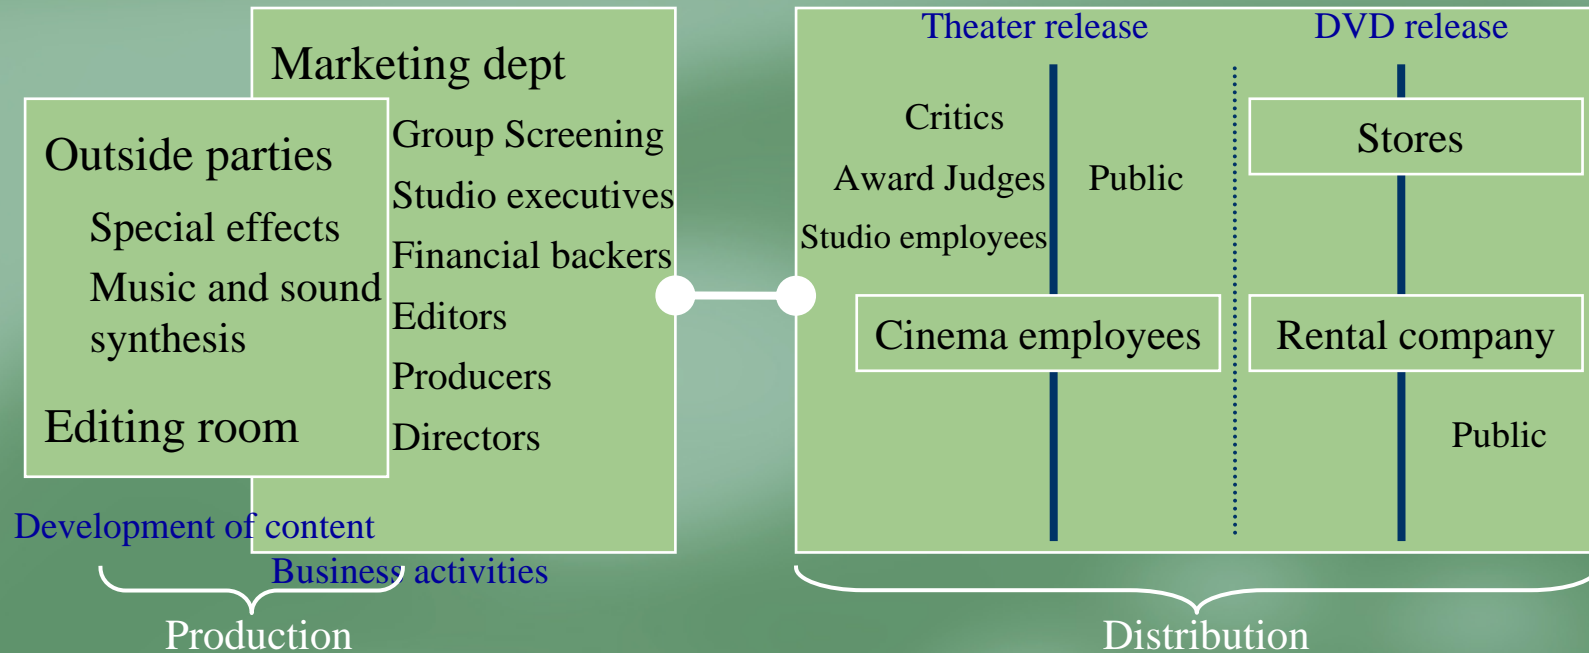 Marketing dept
Outside parties
Special effects
Music and sound
synthesis
Editing room
Group Screening
Studio executives
Financial backers
Editors
Producers
Directors
Development of content
Business activities
Production
Theater release
Critics
Award Judges
Studio employees
Public
Cinema employees
DVD release
Stores
Rental company
Public
Distribution